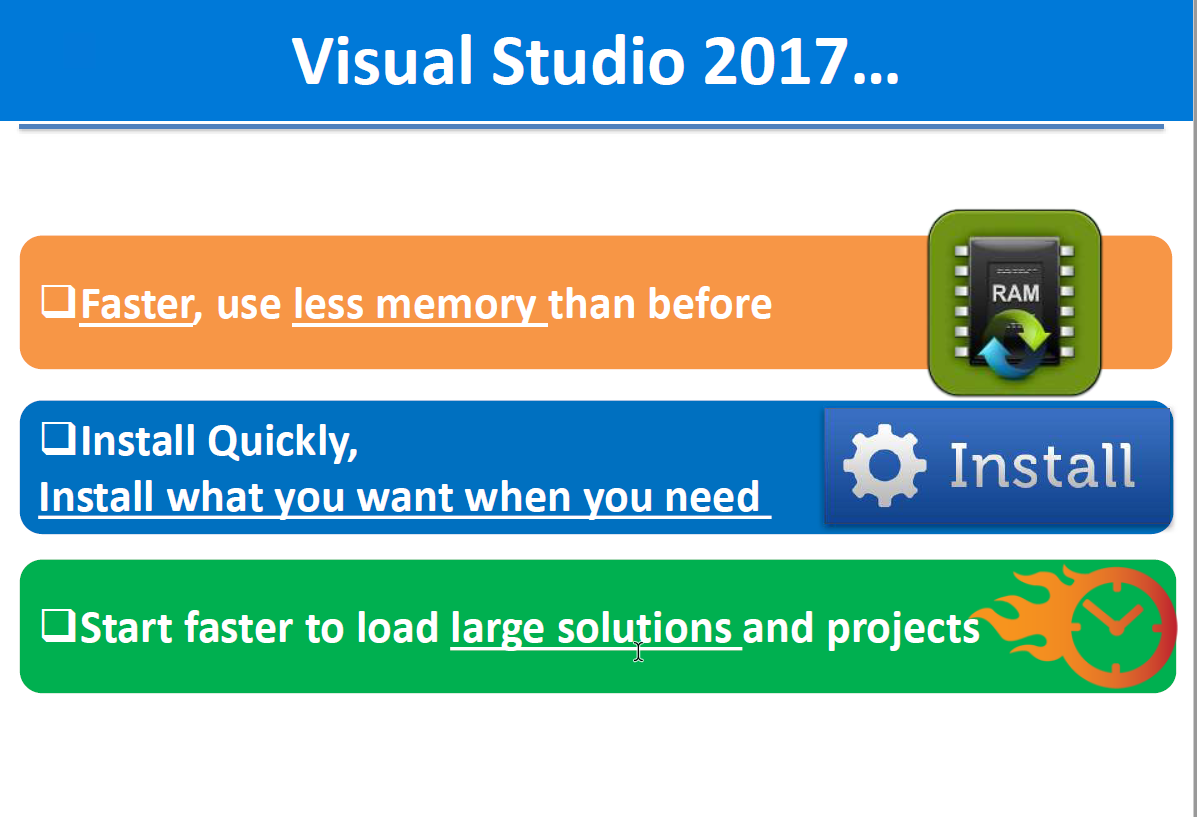 Visual Studio 2017...
❑Faster, use less memory than before
RAM
❑Install Quickly,
Install what you want when you need
Install
❑Start faster to load large solutions and projects